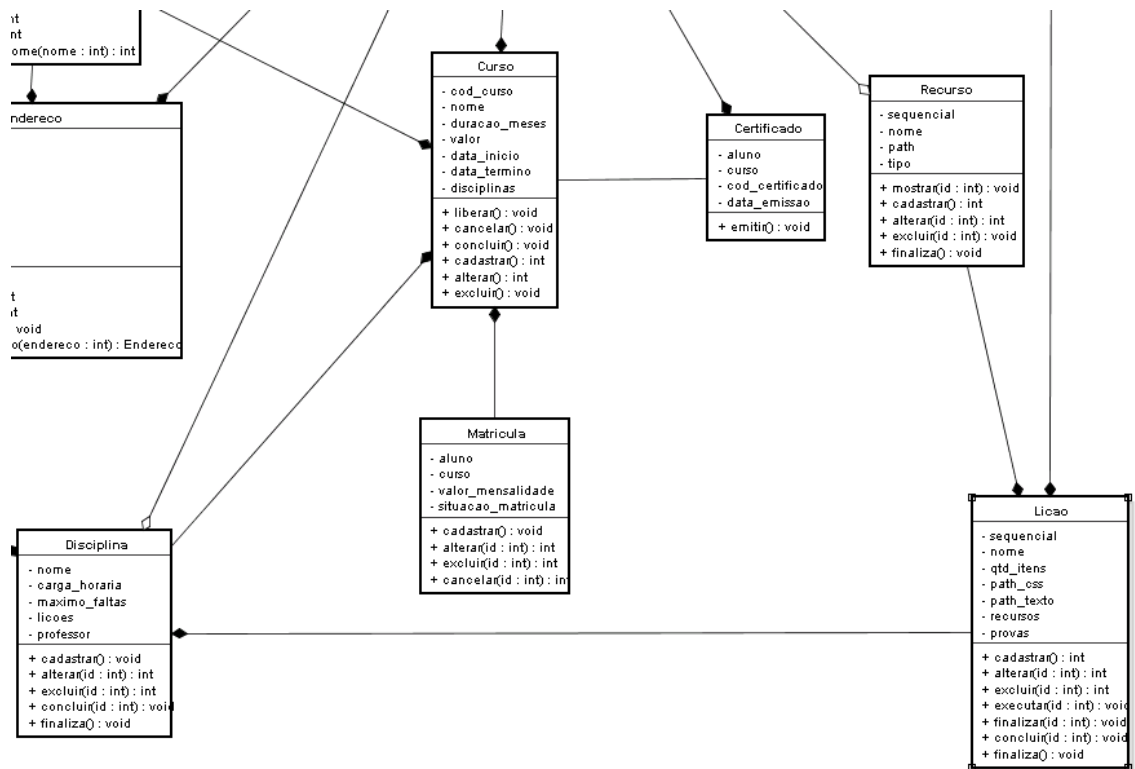 ome(nome : int) : int
ndereco
void
o(endereco : int) : Endereco
Curso
- cod_curso
- nome
- duracao_meses
- valor
- data_inicio
- data_termino
- disciplinas
+ liberar() : void
+ cancelar() : void
+ concluir() : void
+ cadastrar() : int
+ alterar() : int
+ excluir() : void
Certificado
- aluno
- curso
- cod_certificado
- data_emissao
+ emitir() : void
Recurso
- sequencial
- nome
- path
- tipo
+ mostrar(id : int) : void
+ cadastrar() : int
+ alterar(id : int) : int
+ excluir(id : int) : void
+ finaliza() : void
Matricula
- aluno
- curso
- valor_mensalidade
- situacao_matricula
+ cadastrar() : void
+ alterar(id : int) : int
+ excluir(id : int) : int
+ cancelar(id : int) : in
Disciplina
- nome
- carga_horaria
- maximo_faltas
- licoes
- professor
+ cadastrar() : void
+ alterar(id : int) : int
+ excluir(id : int) : int
+ concluir(id : int) : void
+ finaliza() : void
Licao
- sequencial
- nome
- qtd_itens
- path_css
- path_texto
- recursos
- provas
+ cadastrar() : int
+ alterar(id : int) : int
+ excluir(id : int) : int
+ executar(id : int) : void
+ finalizar(id : int) : void
+ concluir(id : int) : void
+ finaliza() : void